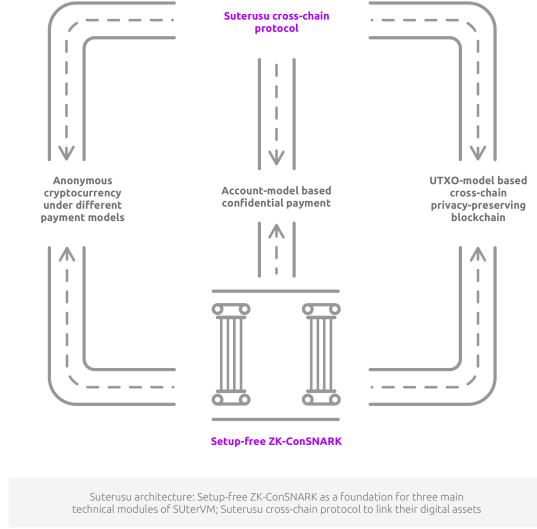 Suterusu cross-chain
protocol
Anonymous
cryptocurrency
under different
payment models
Account-model based
confidential payment
UTXO-model based
cross-chain
privacy-preserving
blockchain
Setup-free ZK-ConSNARK
Suterusu architecture: Setup-free ZK-ConSNARK as a foundation for three main
technical modules of SUterVM; Suterusu cross-chain protocol to link their digital assets